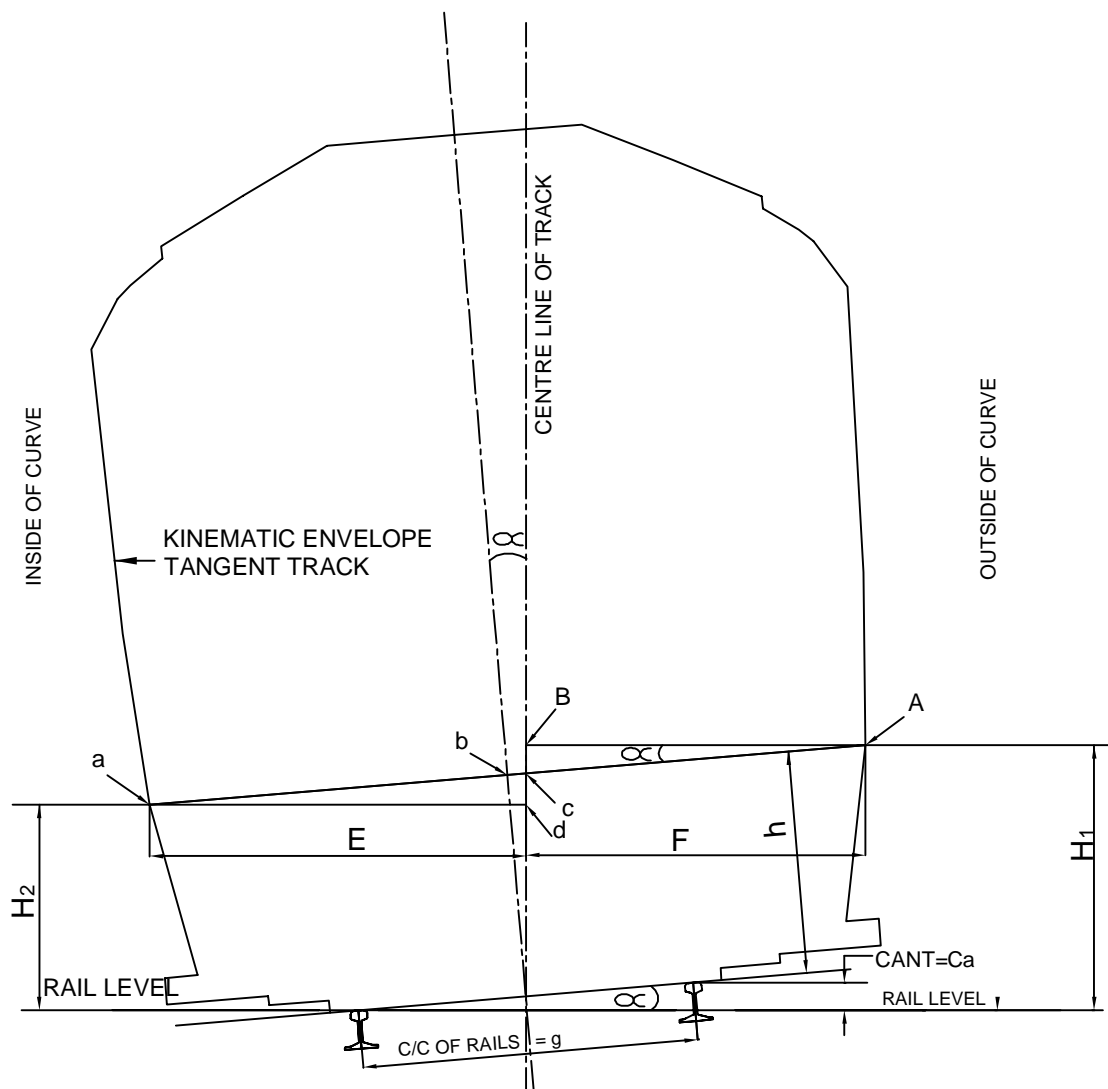 INSIDE OF CURVE
CENTRE LINE OF TRACK
OUTSIDE OF CURVE
KINEMATIC ENVELOPE
TANGENT TRACK
α
B
A
b
α
a
c
d
E
F
h
H1
H2
CANT=Ca
RAIL LEVEL
α
RAIL LEVEL
C/C OF RAILS = g